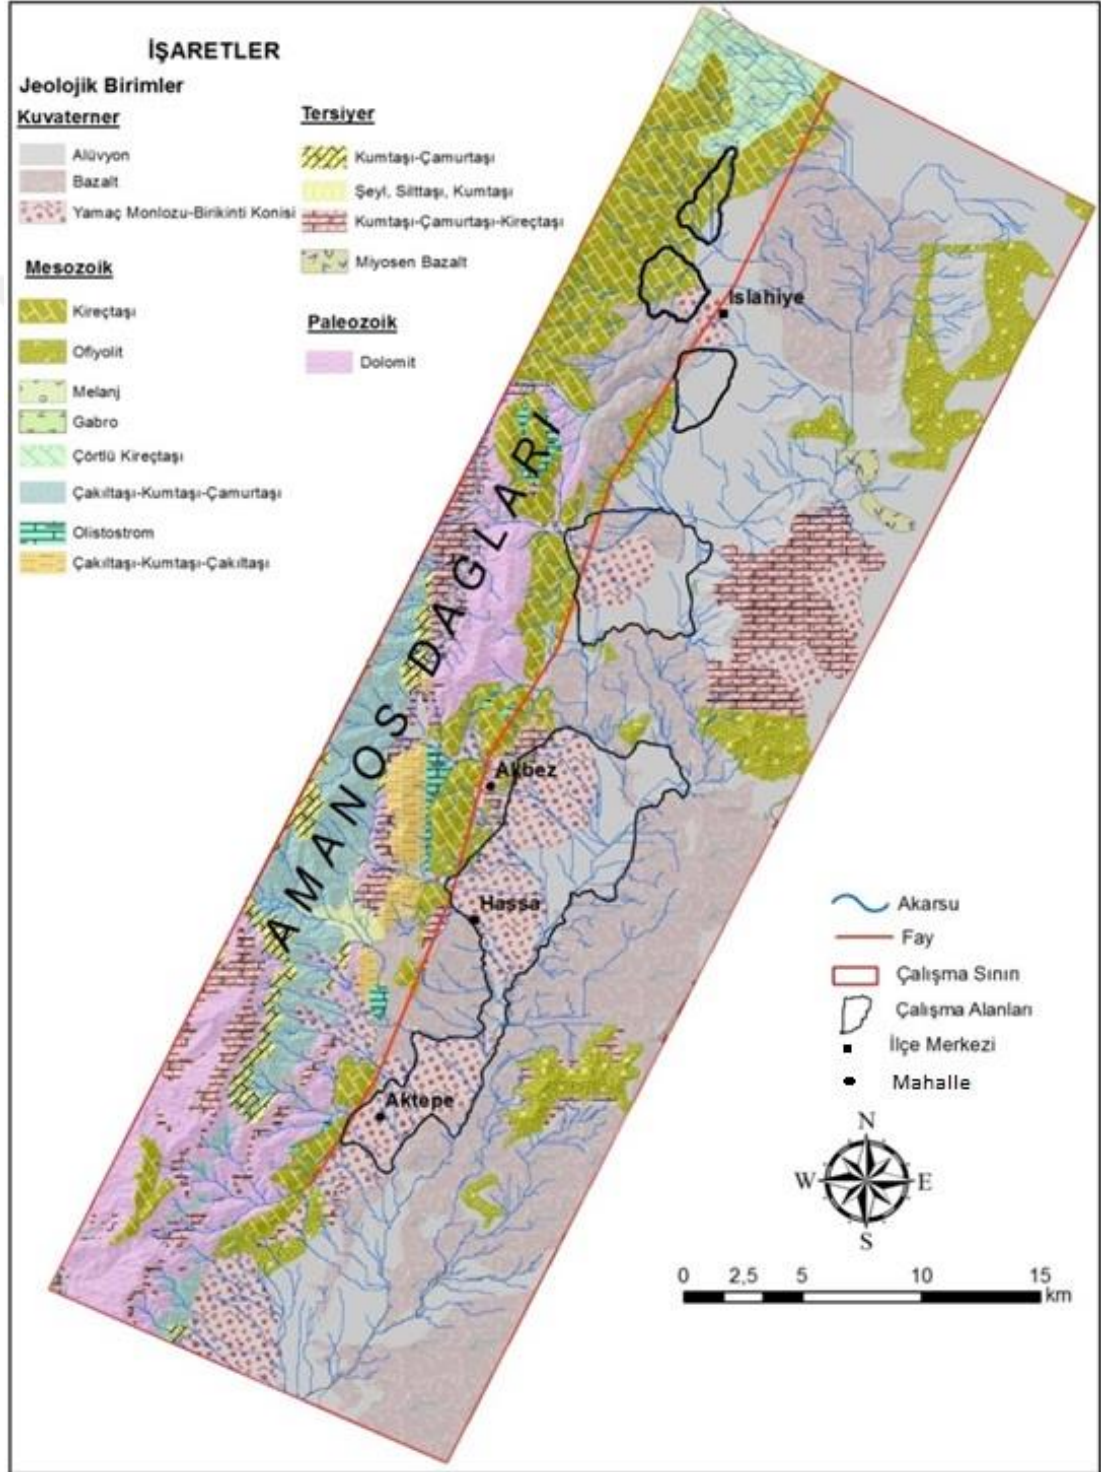 İŞARETLER
Jeolojik Birimler
Kuvaterner
Alüvyon
Bazalt
Yamaç Monlozu-Birikinti Konisi
Mesozoik
Kireçtaşı
Ofiyolit
Melanj
Gabro
Çörtlü Kireçtaşı
Çakıltaşı-Kumtaşı-Çamurtaşı
Olistostrom
Çakıltaşı-Kumtaşı-Çakıltaşı
Tersiyer
Kumtaşı-Çamurtaşı
Şeyl, Silttaşı, Kumtaşı
Kumtaşı-Çamurtaşı-Kireçtaşı
Miyosen Bazalt
Paleozoik
Dolomit
Islahiye
AMANOS DAĞLARI
Akbez
Hassa
Aktepe
Akarsu
Fay
Çalışma Sınırı
Çalışma Alanları
İlçe Merkezi
Mahalle
N
W E
S
0 2,5 5 10 15
km